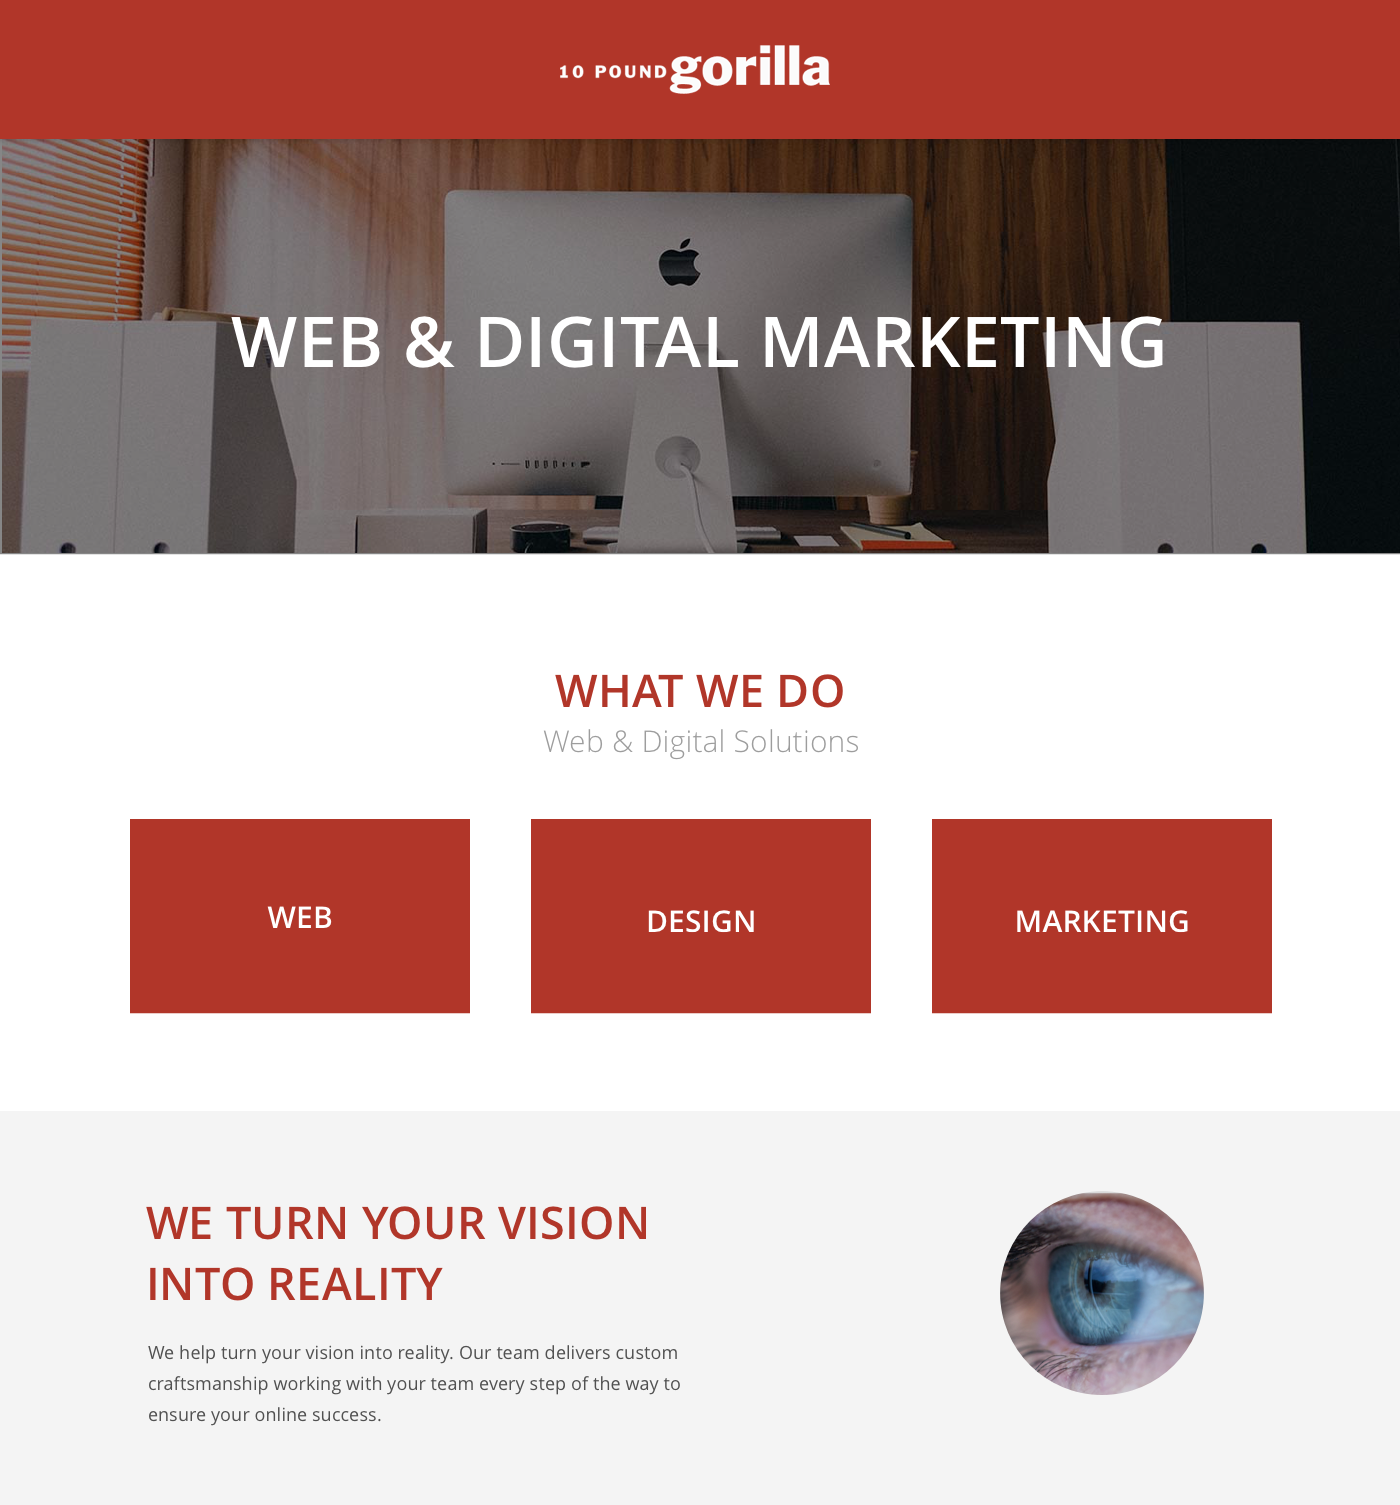 10 POUND gorilla
WEB & DIGITAL MARKETING
WHAT WE DO
Web & Digital Solutions
WEB
DESIGN
MARKETING
WE TURN YOUR VISION
INTO REALITY
We help turn your vision into reality. Our team delivers custom
craftsmanship working with your team every step of the way to
ensure your online success.